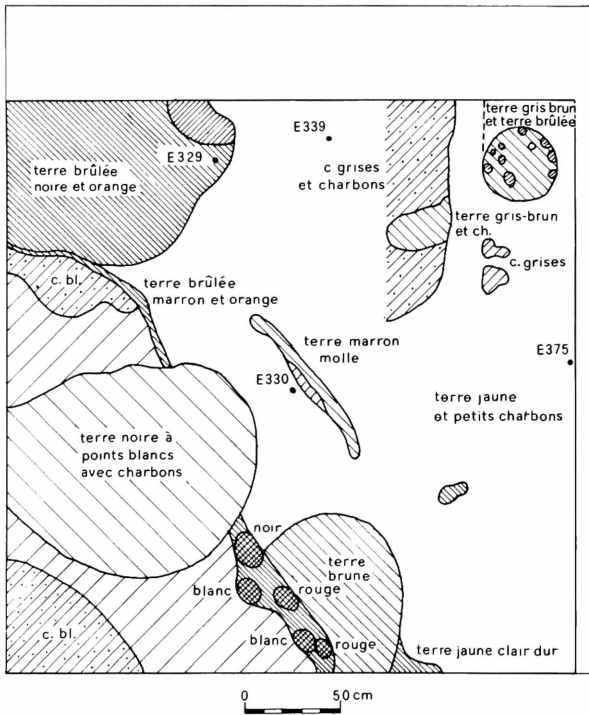 terre gris brun
et terre brûlée
E339
E329
terre brûlée
noire et orange
c grises
et charbons
terre gris-brun
et ch.
c. grises
c. bl.
terre brûlée
marron et orange
terre marron
molle
E375
E330
terre jaune
et petits charbons
terre noire à
points blancs
avec charbons
noir
terre
brune
blanc
rouge
c. bl.
blanc
rouge
terre jaune clair dur
0 50 cm